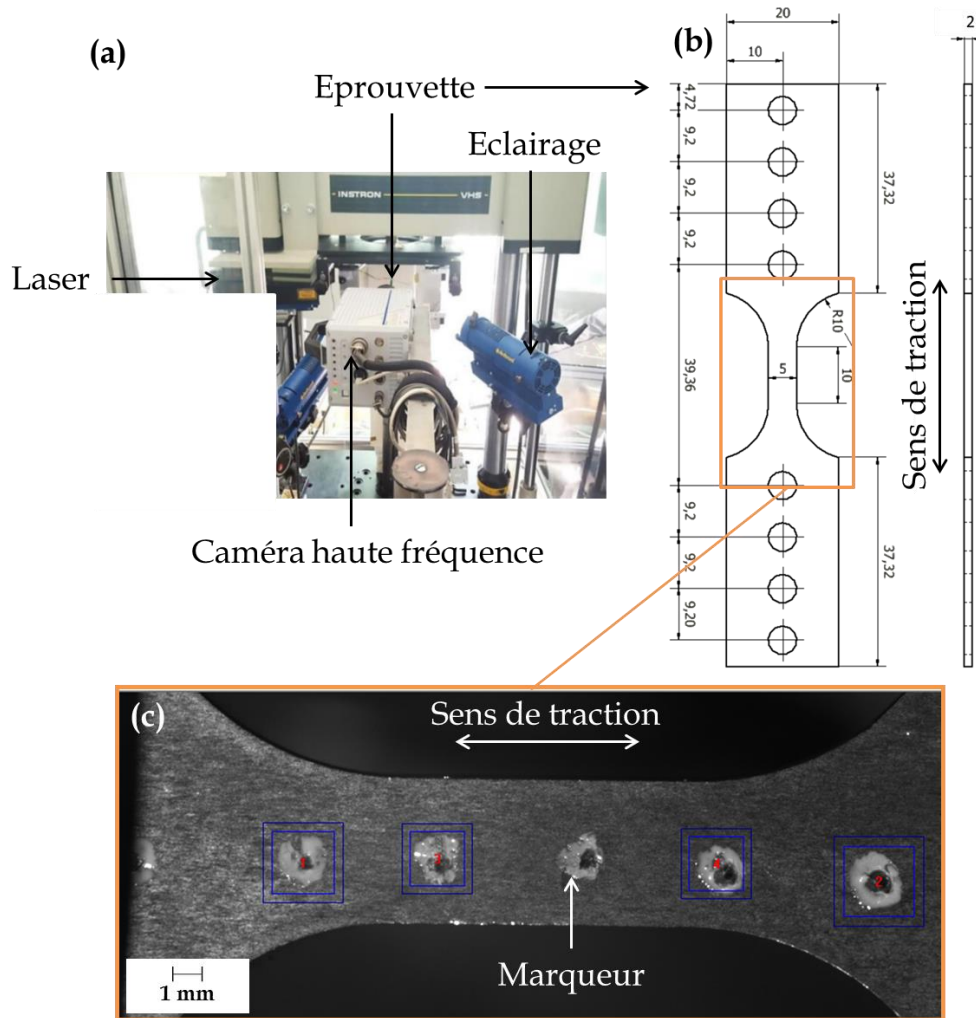 (a)
Eprouvette
Eclairage
Laser
INSTRON
VHS
Caméra haute fréquence
(b)
20
2
10
4,72
9,2
9,2
9,2
37,32
R10
5
10
39,36
Sens de traction
9,2
9,2
9,20
37,32
(c)
Sens de traction
Marqueur
1 mm